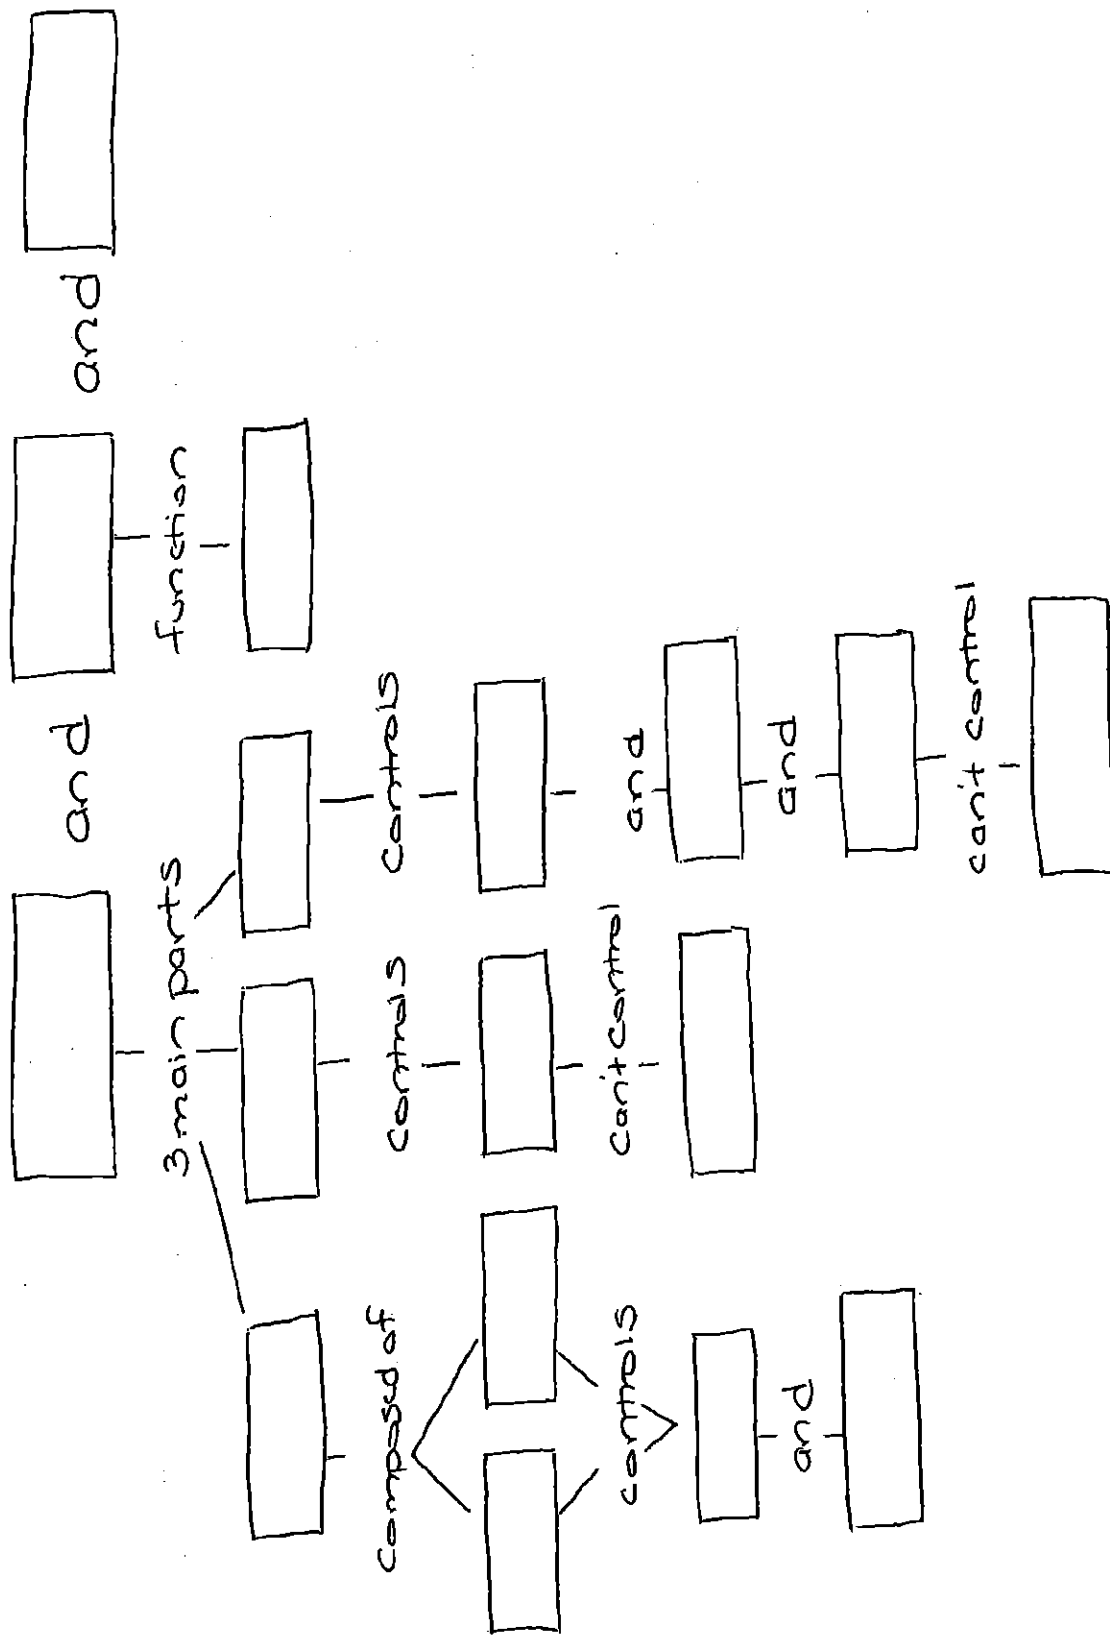 and and
3 main parts function
composed of controls controls
controls can't control and
and and
can't control